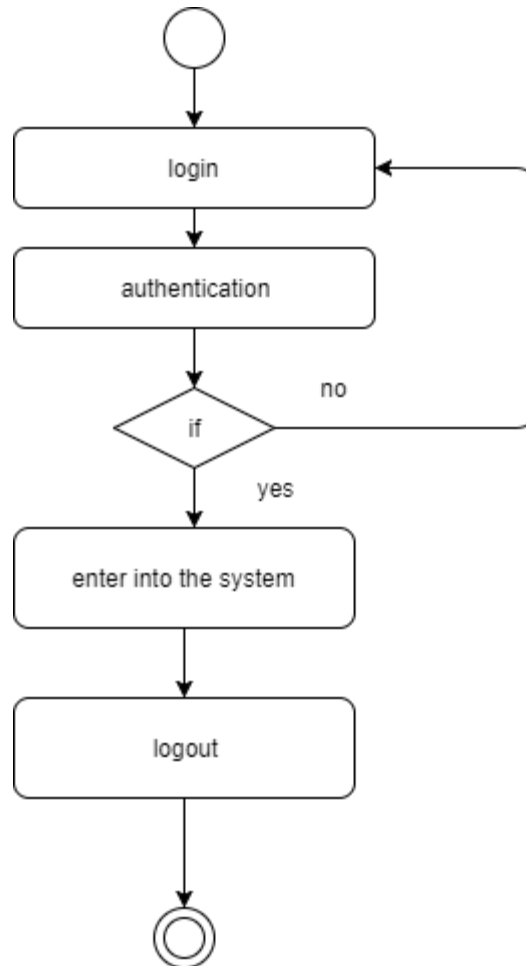 login
authentication
no
if
yes
enter into the system
logout